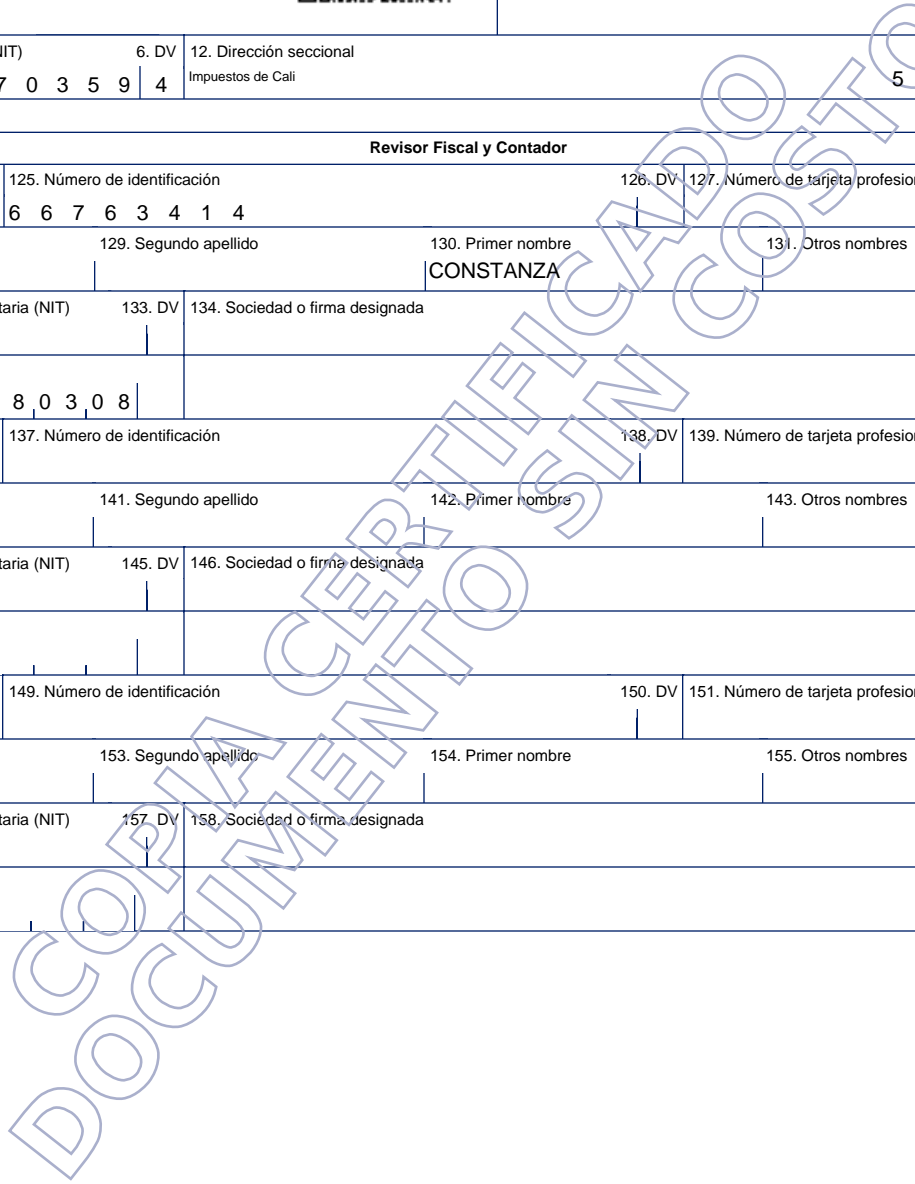 NIT) 6. DV 12. Dirección seccional
7 0 3 5 9 4 Impuestos de Cali 5
Revisor Fiscal y Contador
125. Número de identificación 126. DV 127. Número de tarjeta profesion
6 6 7 6 3 4 1 4
129. Segundo apellido 130. Primer nombre 131. Otros nombres
CONSTANZA
taria (NIT) 133. DV 134. Sociedad o firma designada
8 0 3 0 8
137. Número de identificación 138. DV 139. Número de tarjeta profesion
141. Segundo apellido 142. Primer nombre 143. Otros nombres
taria (NIT) 145. DV 146. Sociedad o firma designada
149. Número de identificación 150. DV 151. Número de tarjeta profesion
153. Segundo apellido 154. Primer nombre 155. Otros nombres
taria (NIT) 157. DV 158. Sociedad o firma designada
COPIA CERTIFICADO
DOCUMENTO SIN COSTO